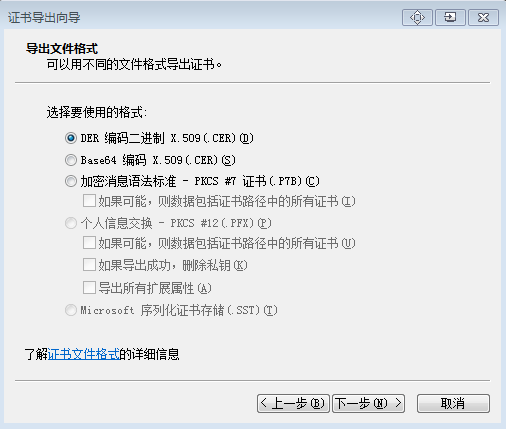 证书导出向导
导出文件格式
可以用不同的文件格式导出证书。
选择要使用的格式:
DER 编码二进制 X.509(.CER)(D)
Base64 编码 X.509(.CER)(S)
加密消息语法标准 - PKCS #7 证书(.P7B)(C)
如果可能，则数据包括证书路径中的所有证书(I)
个人信息交换 - PKCS #12(.PFX)(P)
如果可能，则数据包括证书路径中的所有证书(U)
如果导出成功，删除私钥(K)
导出所有扩展属性(A)
Microsoft 序列化证书存储(.SST)(T)
了解证书文件格式的详细信息
< 上一步(B) 下一步(N) > 取消